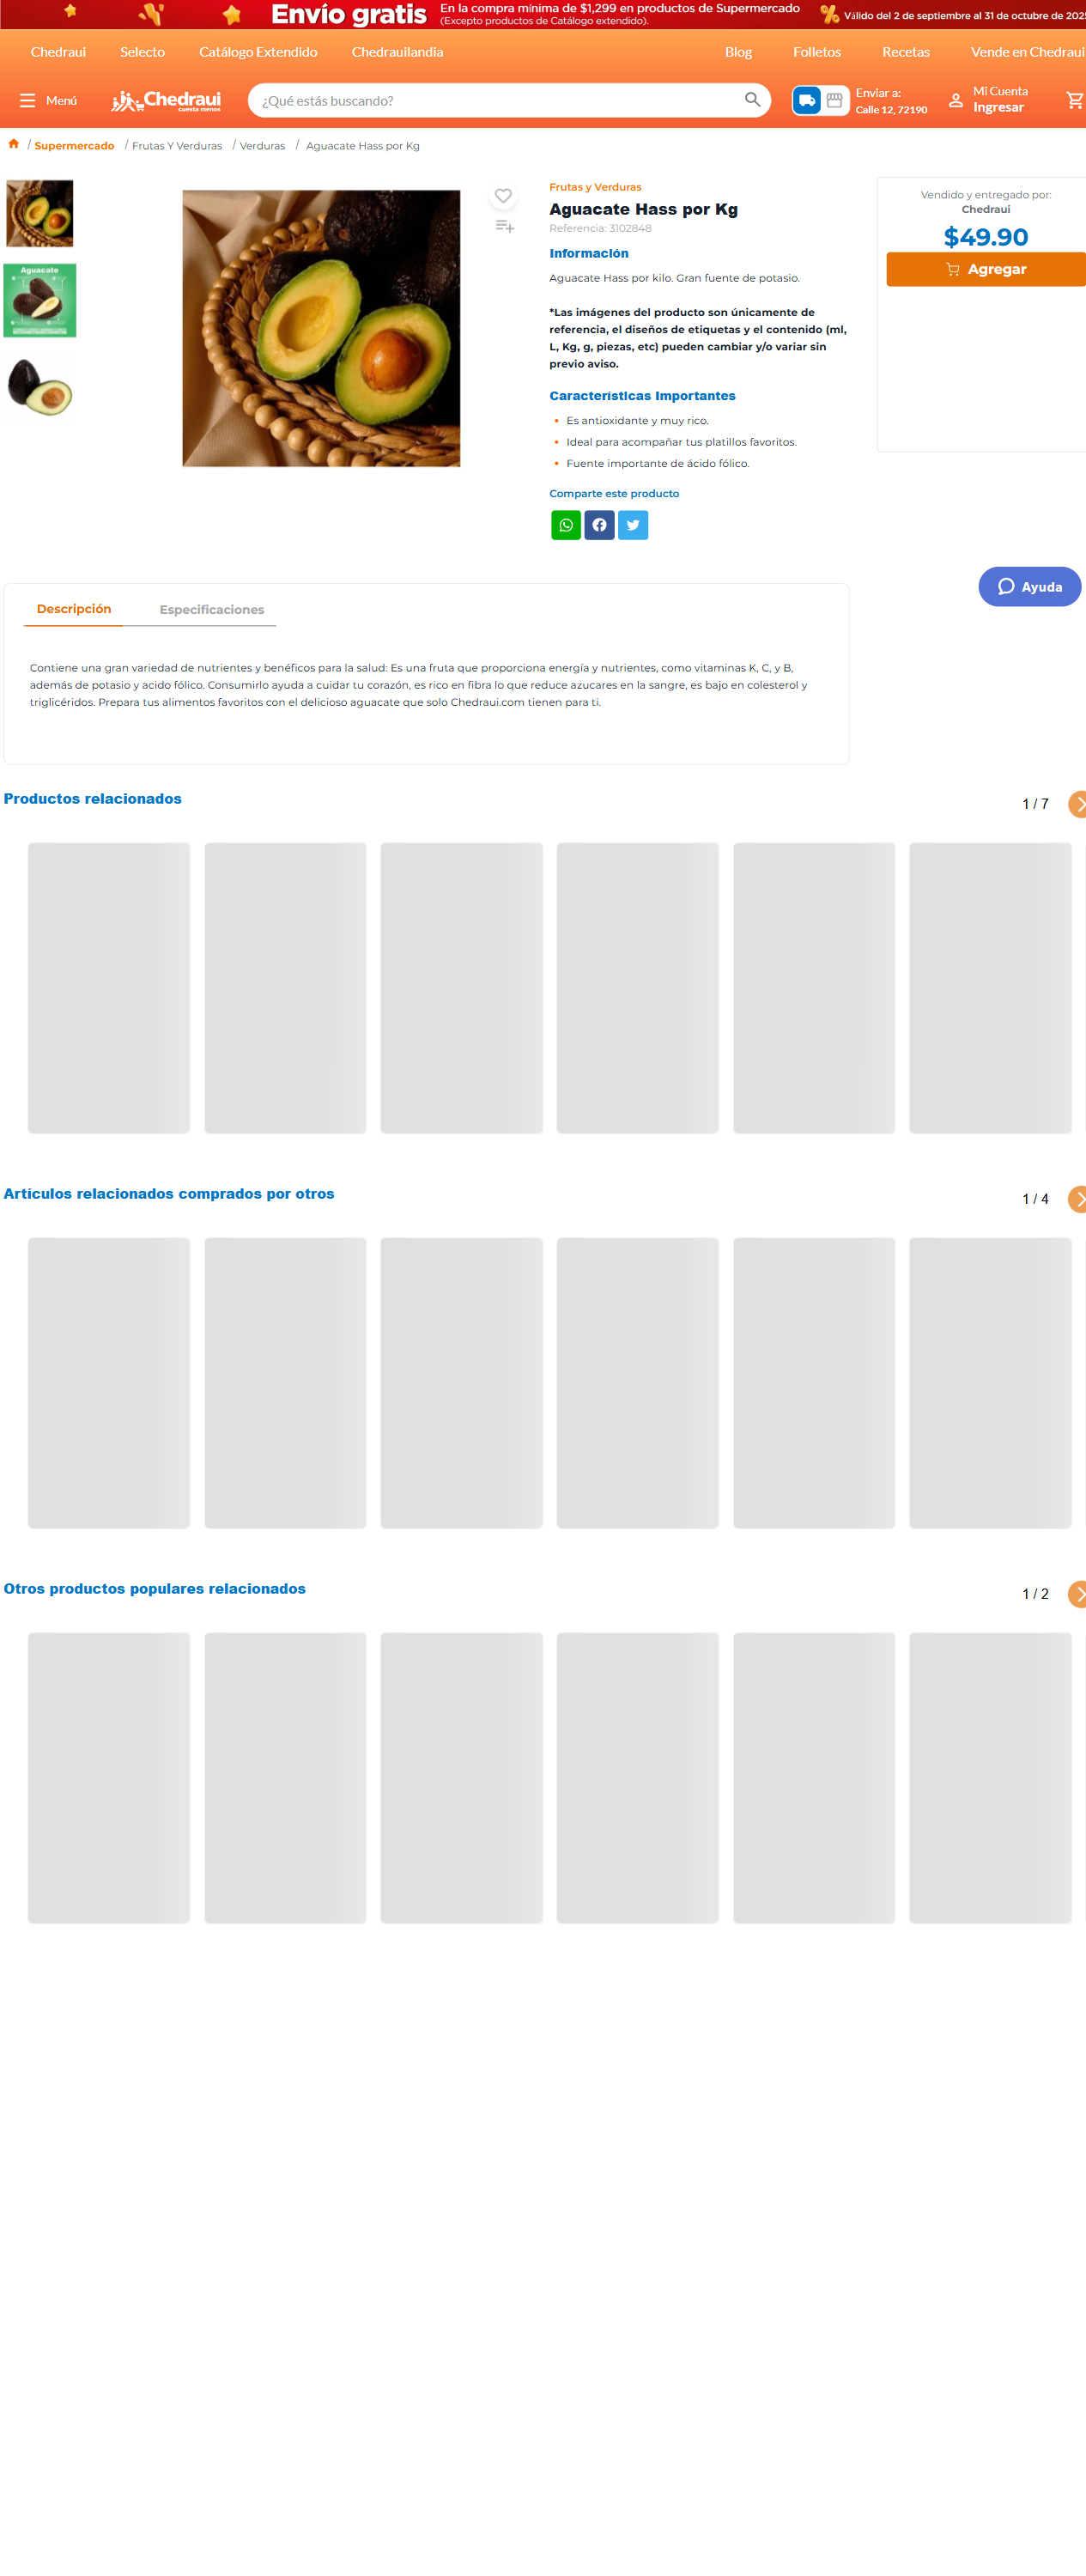 Envío gratis
En la compra mínima de $1,299 en productos de Supermercado
(Excepto productos de Catálogo extendido).
Válido del 2 de septiembre al 31 de octubre de 202
Chedraui Selecto Catálogo Extendido Chedrauilandia Blog Folletos Recetas Vende en Chedraui
Menú
Chedraui
cuesta menos
¿Qué estás buscando?
Enviar a:
Calle 12, 72190
Mi Cuenta
Ingresar
/ Supermercado / Frutas Y Verduras / Verduras / Aguacate Hass por Kg
Aguacate
Frutas y Verduras
Aguacate Hass por Kg
Referencia: 3102848
Información
Aguacate Hass por kilo. Gran fuente de potasio.
*Las imágenes del producto son únicamente de
referencia, el diseños de etiquetas y el contenido (ml,
L, Kg, g, piezas, etc) pueden cambiar y/o variar sin
previo aviso.
Características Importantes
Es antioxidante y muy rico.
Ideal para acompañar tus platillos favoritos.
Fuente importante de ácido fólico.
Comparte este producto
Vendido y entregado por:
Chedraui
$49.90
Agregar
Ayuda
Descripción Especificaciones
Contiene una gran variedad de nutrientes y benéficos para la salud: Es una fruta que proporciona energía y nutrientes, como vitaminas K, C, y B,
además de potasio y acido fólico. Consumirlo ayuda a cuidar tu corazón, es rico en fibra lo que reduce azucares en la sangre, es bajo en colesterol y
triglicéridos. Prepara tus alimentos favoritos con el delicioso aguacate que solo Chedraui.com tienen para ti.
Productos relacionados
1 / 7
Artículos relacionados comprados por otros
1 / 4
Otros productos populares relacionados
1 / 2